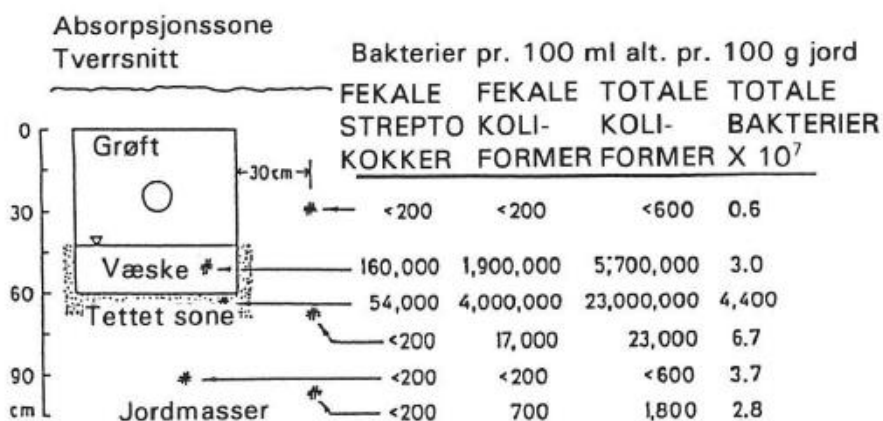 Absorpsjonssone
Tverrsnitt
Bakterier pr. 100 ml alt. pr. 100 g jord
FEKALE FEKALE TOTALE TOTALE
STREPTO KOLI- KOLI- BAKTERIER
KOKKER FORMER FORMER X 10⁷
0
Grøft
30cm
30
<200 <200 <600 0.6
Væske
160,000 1,900,000 5,700,000 3.0
60
54,000 4,000,000 23,000,000 4,400
Tettet sone
<200 17,000 23,000 6.7
90
<200 <200 <600 3.7
cm
Jordmasser
<200 700 1,800 2.8